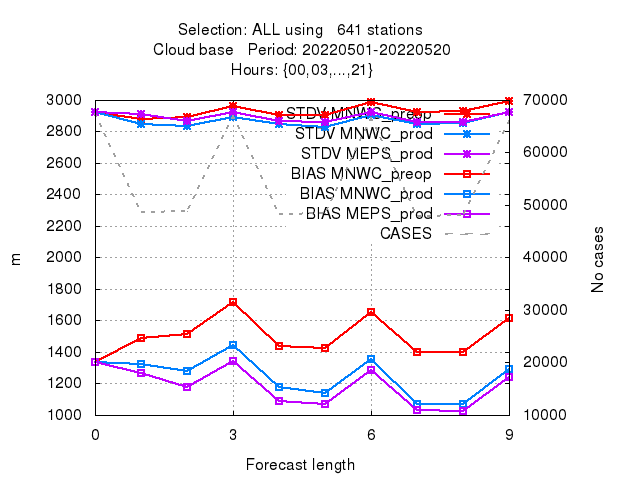 Selection: ALL using   641 stations
Cloud base   Period: 20220501-20220520
Hours: {00,03,...,21}
3000
2800
2600
2400
2200
2000
1800
1600
1400
1200
1000
70000
60000
50000
40000
30000
20000
10000
m
No cases
STDV MNWC_preop
STDV MNWC_prod
STDV MEPS_prod
BIAS MNWC_preop
BIAS MNWC_prod
BIAS MEPS_prod
CASES
0 3 6 9
Forecast length